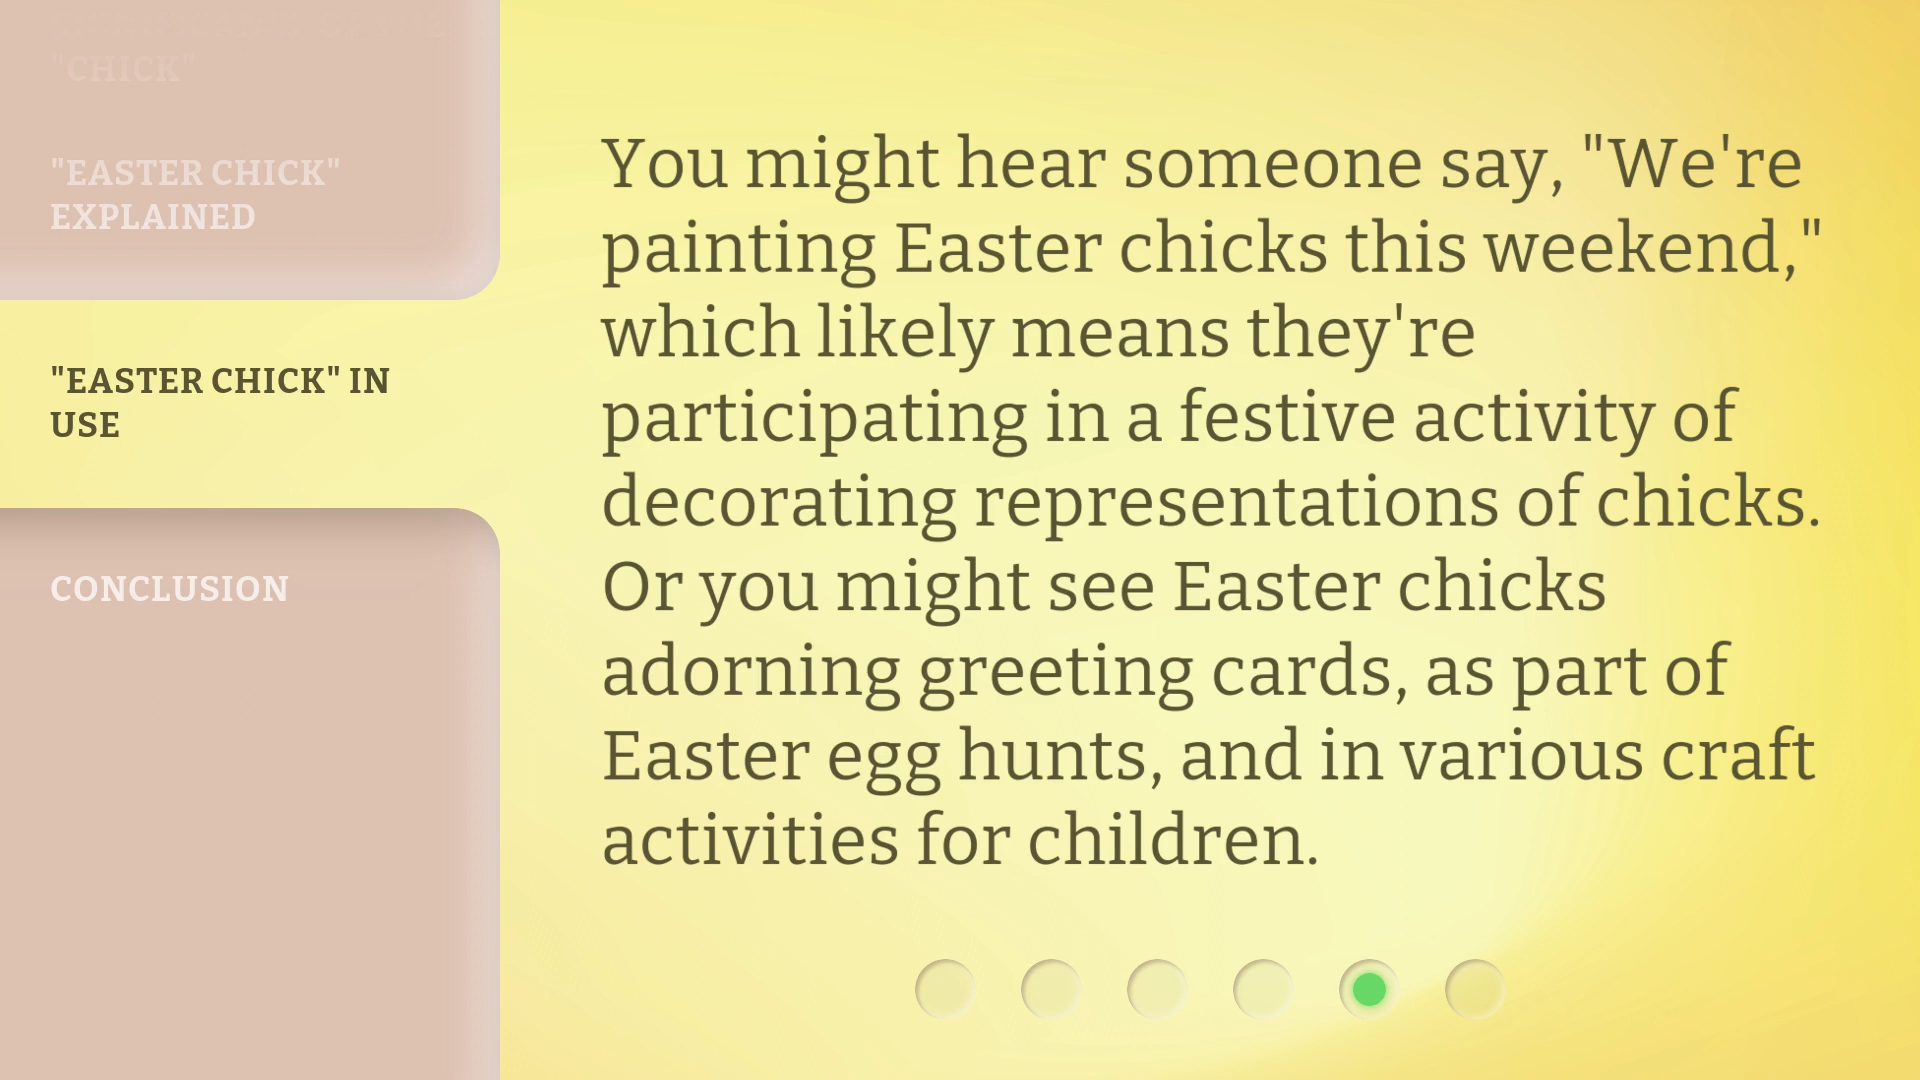 "CHICK"
"EASTER CHICK"
EXPLAINED
"EASTER CHICK" IN
USE
CONCLUSION
You might hear someone say, "We're
painting Easter chicks this weekend,"
which likely means they're
participating in a festive activity of
decorating representations of chicks.
Or you might see Easter chicks
adorning greeting cards, as part of
Easter egg hunts, and in various craft
activities for children.